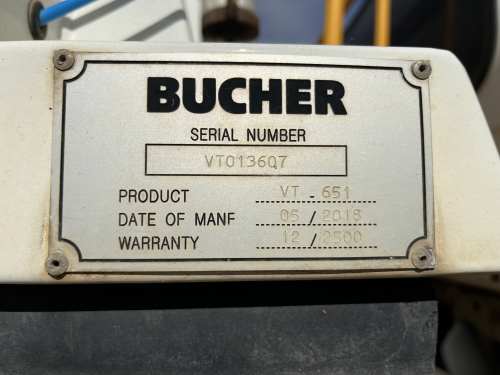 BUCHER
SERIAL NUMBER
VT013607
PRODUCT VT - 651
DATE OF MANF 05 / 2018
WARRANTY 12 / 2500